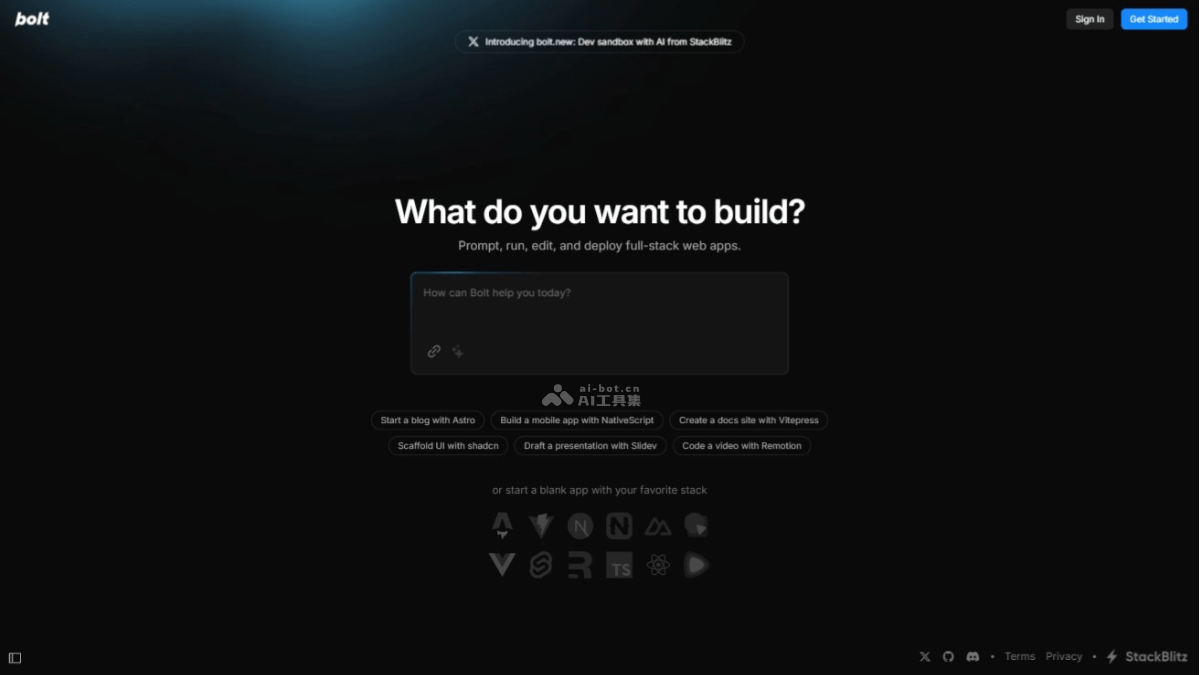 bolt
Sign In
Get Started
Introducing bolt.new: Dev sandbox with AI from StackBlitz
What do you want to build?
Prompt, run, edit, and deploy full-stack web apps.
How can Bolt help you today?
ai-bot.cn
AI工具集
Start a blog with Astro
Build a mobile app with NativeScript
Create a docs site with Vitepress
Scaffold UI with shadcn
Draft a presentation with Slidev
Code a video with Remotion
or start a blank app with your favorite stack
N
N
R
TS
Terms
Privacy
StackBlitz